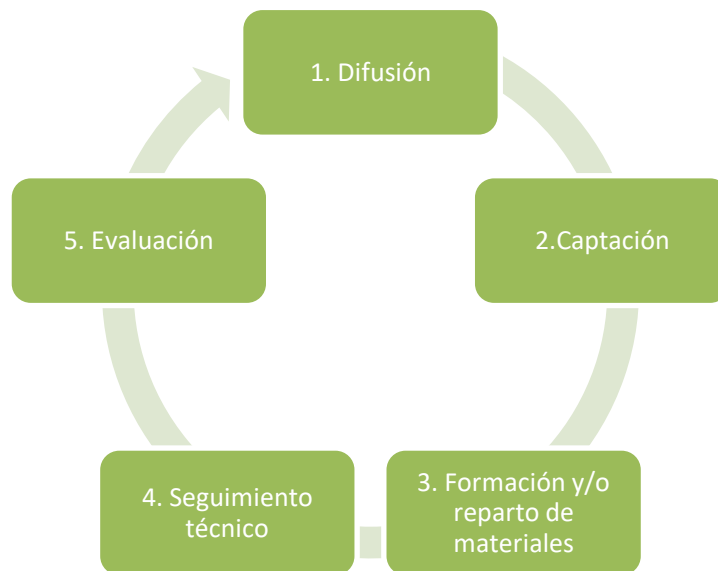 1. Difusión
2.Captación
3. Formación y/o
reparto de
materiales
4. Seguimiento
técnico
5. Evaluación